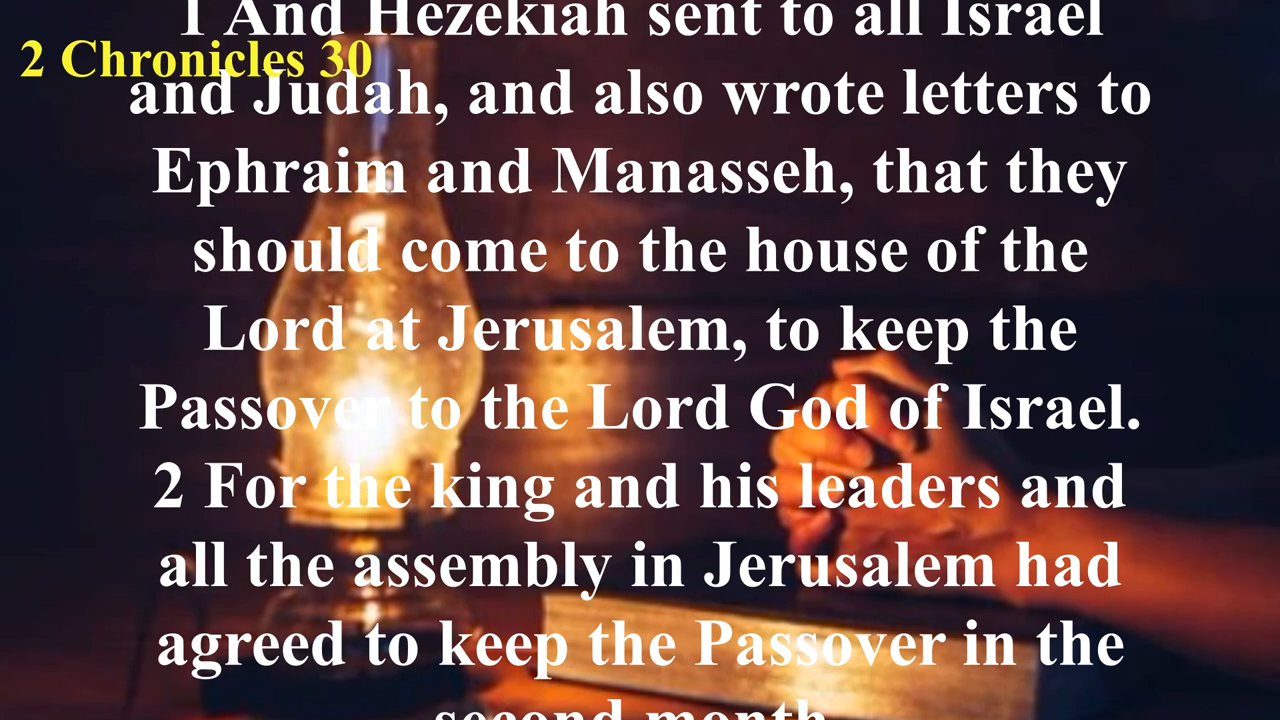 1 And Hezekiah sent to all Israel
2 Chronicles 30
and Judah, and also wrote letters to
Ephraim and Manasseh, that they
should come to the house of the
Lord at Jerusalem, to keep the
Passover to the Lord God of Israel.
2 For the king and his leaders and
all the assembly in Jerusalem had
agreed to keep the Passover in the
second month.